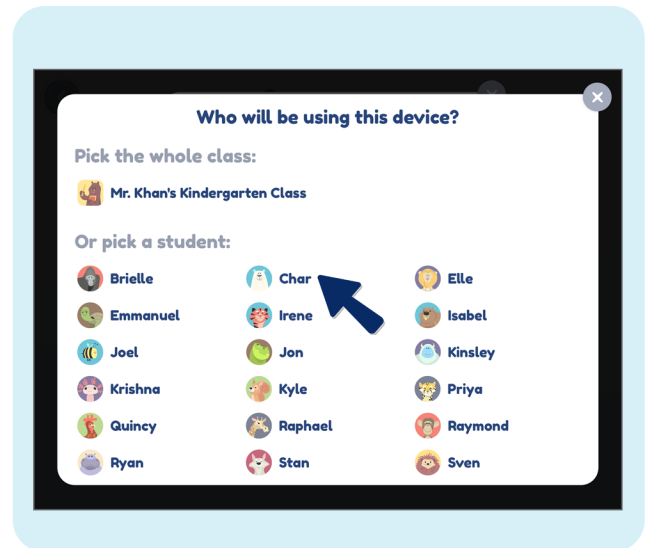 Who will be using this device?
Pick the whole class:
Mr. Khan's Kindergarten Class
Or pick a student:
Brielle Char Elle
Emmanuel Irene Isabel
Joel Jon Kinsley
Krishna Kyle Priya
Quincy Raphael Raymond
Ryan Stan Sven